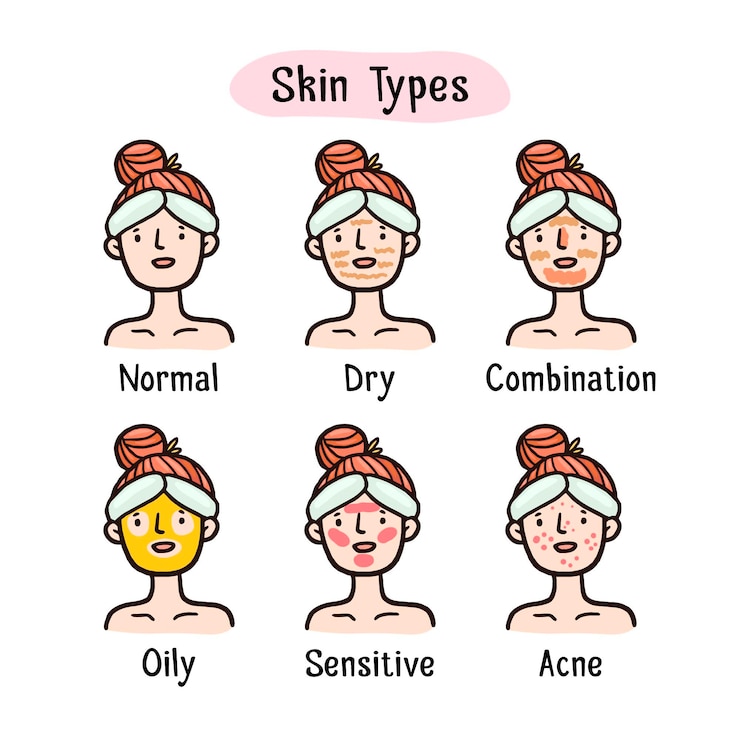 Skin Types
Normal
Dry
Combination
Oily
Sensitive
Acne